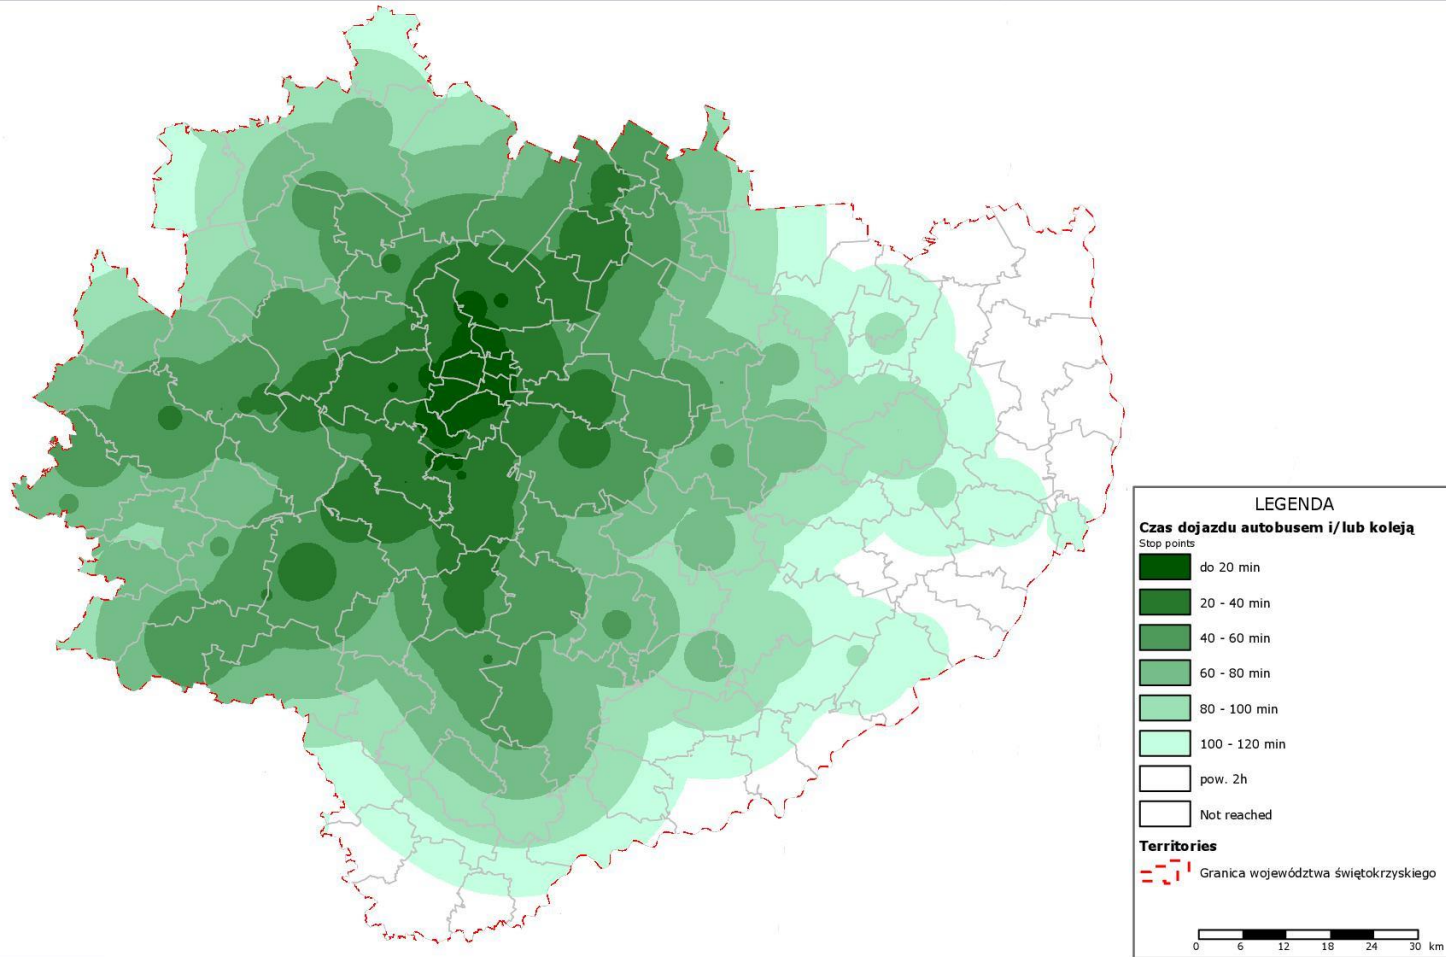 LEGENDA
Czas dojazdu autobusem i/lub koleją
Stop points
do 20 min
20 - 40 min
40 - 60 min
60 - 80 min
80 - 100 min
100 - 120 min
pow. 2h
Not reached
Territories
Granica województwa świętokrzyskiego
0 6 12 18 24 30 km